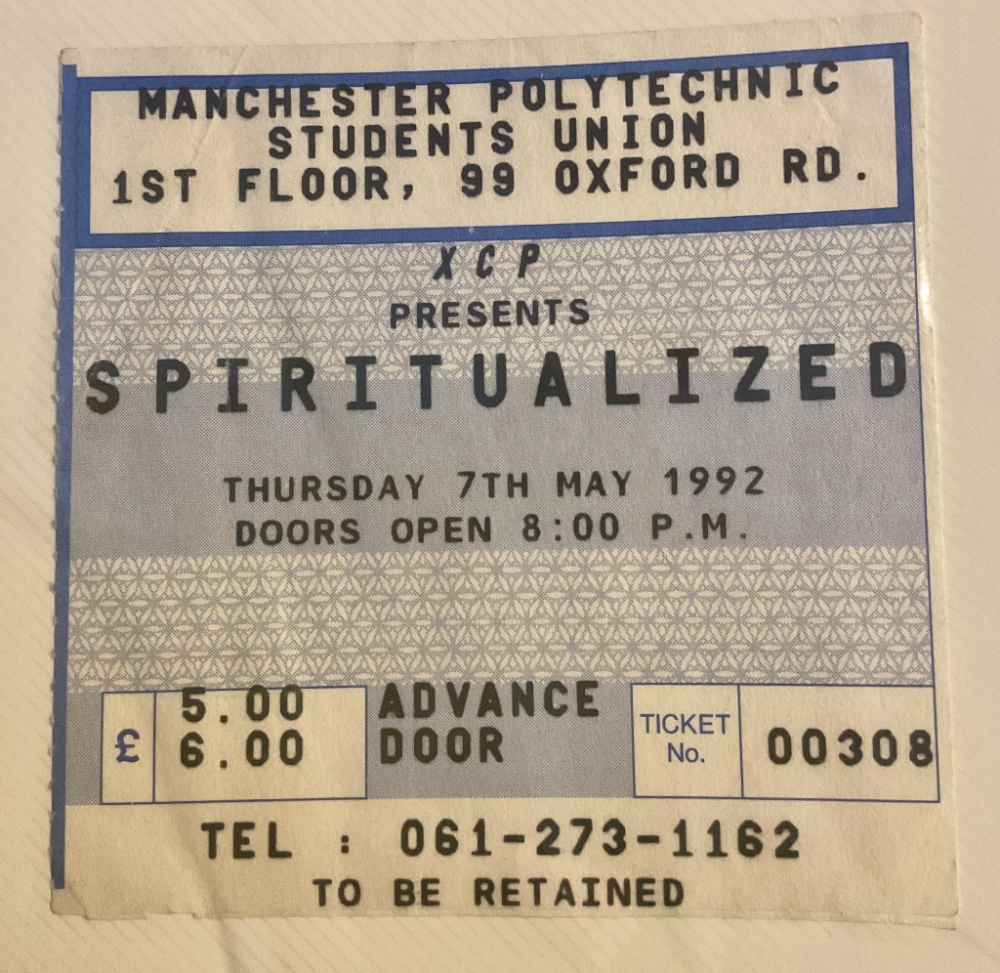 MANCHESTER POLYTECHNIC
STUDENTS UNION
1ST FLOOR, 99 OXFORD RD.
XCP
PRESENTS
SPIRITUALIZED
THURSDAY 7TH MAY 1992
DOORS OPEN 8:00 P.M.
£ 5.00 ADVANCE
6.00 DOOR
TICKET No. 00308
TEL : 061-273-1162
TO BE RETAINED